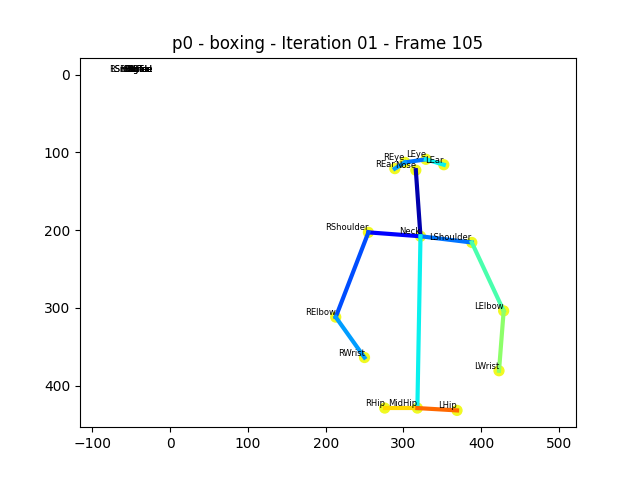 p0 - boxing - Iteration 01 - Frame 105
0
100
REye LEye
REar Nose LEar
200
RShoulder Neck LShoulder
300
RElbow LElbow
RWrist
LWrist
400
RHip MidHip LHip
−100 0 100 200 300 400 500